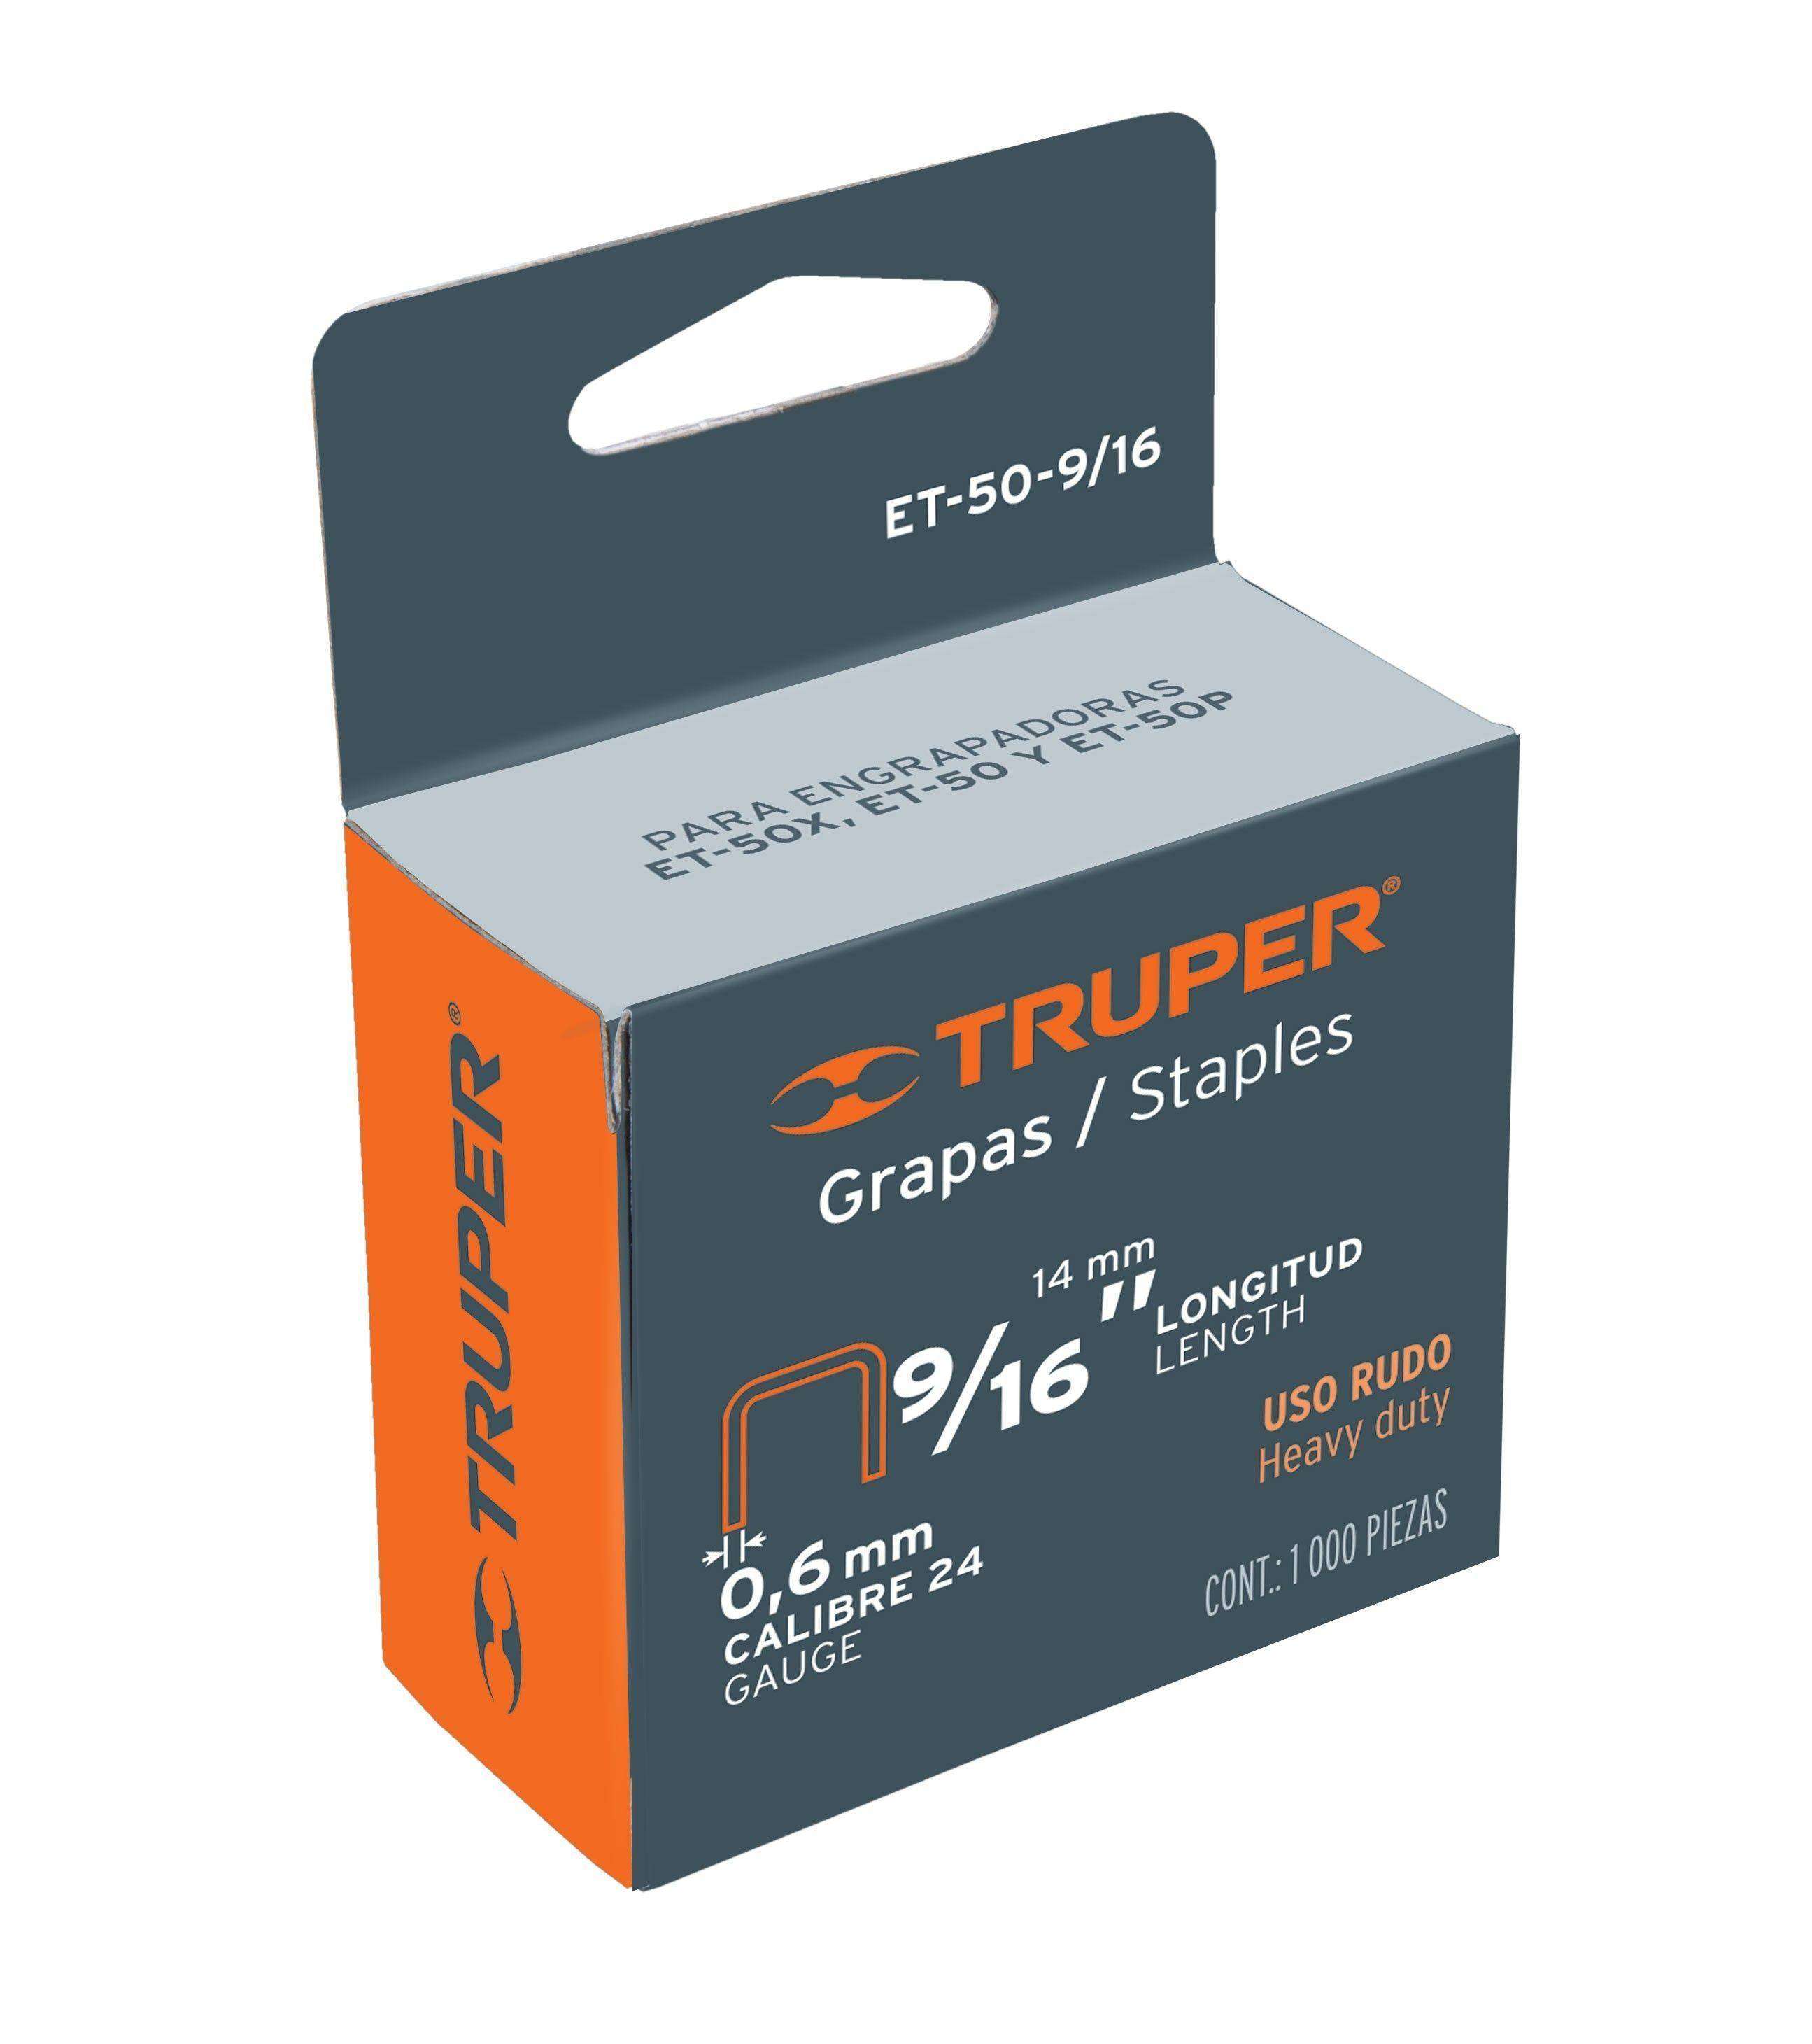 ET-50-9/16
PARA ENGRAPADORAS
ET-50X, ET-50 Y ET-50P
TRUPER®
TRUPER®
Grapas / Staples
14 mm
9/16"
LONGITUD
LENGTH
USO RUDO
Heavy duty
0,6 mm
CALIBRE 24
GAUGE
CONT.: 1 000 PIEZAS